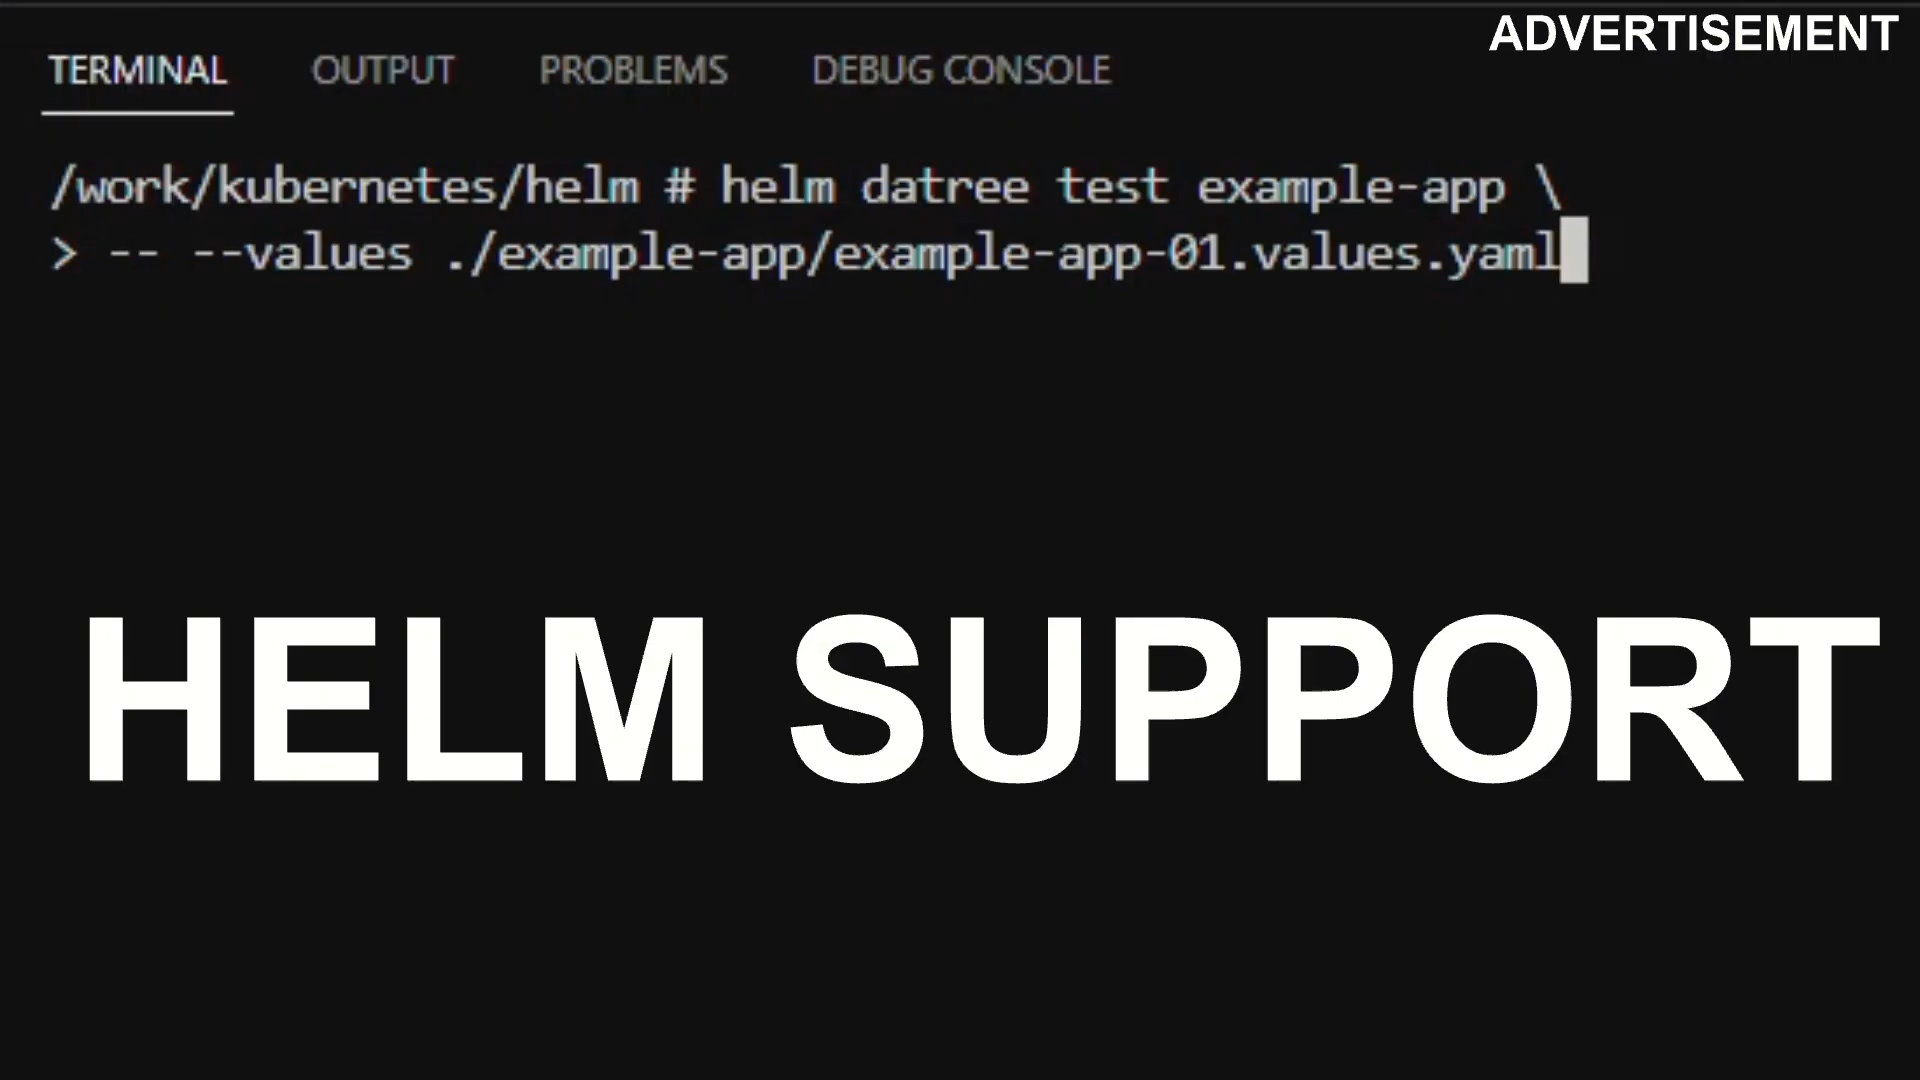 ADVERTISEMENT
TERMINAL OUTPUT PROBLEMS DEBUG CONSOLE
/work/kubernetes/helm # helm datree test example-app \
> -- --values ./example-app/example-app-01.values.yaml
HELM SUPPORT